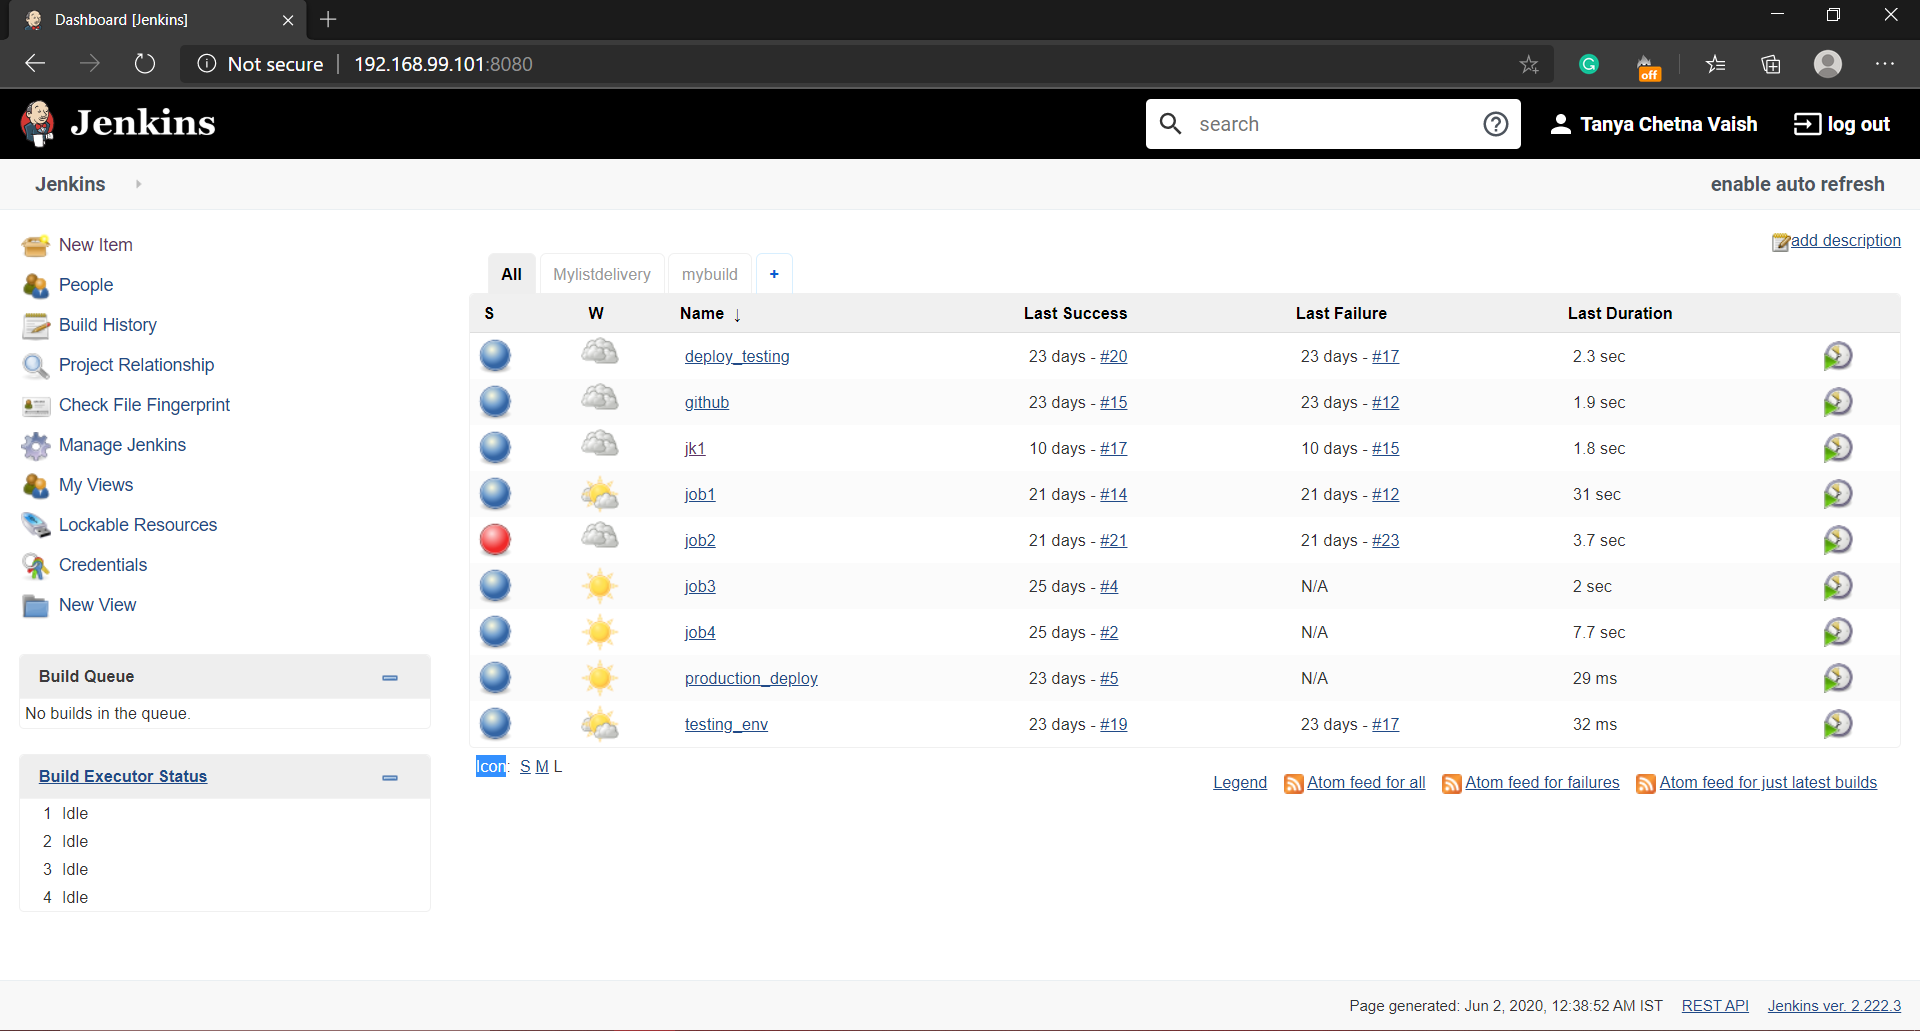 Dashboard [Jenkins]
Not secure | 192.168.99.101:8080
off
Jenkins
search
Tanya Chetna Vaish
log out
Jenkins
enable auto refresh
New Item
People
Build History
Project Relationship
Check File Fingerprint
Manage Jenkins
My Views
Lockable Resources
Credentials
New View
Build Queue
No builds in the queue.
Build Executor Status
1 Idle
2 Idle
3 Idle
4 Idle
add description
All Mylistdelivery mybuild +
S W Name ↓ Last Success Last Failure Last Duration
deploy_testing 23 days - #20 23 days - #17 2.3 sec
github 23 days - #15 23 days - #12 1.9 sec
jk1 10 days - #17 10 days - #15 1.8 sec
job1 21 days - #14 21 days - #12 31 sec
job2 21 days - #21 21 days - #23 3.7 sec
job3 25 days - #4 N/A 2 sec
job4 25 days - #2 N/A 7.7 sec
production_deploy 23 days - #5 N/A 29 ms
testing_env 23 days - #19 23 days - #17 32 ms
Icon: S M L
Legend Atom feed for all Atom feed for failures Atom feed for just latest builds
Page generated: Jun 2, 2020, 12:38:52 AM IST REST API Jenkins ver. 2.222.3